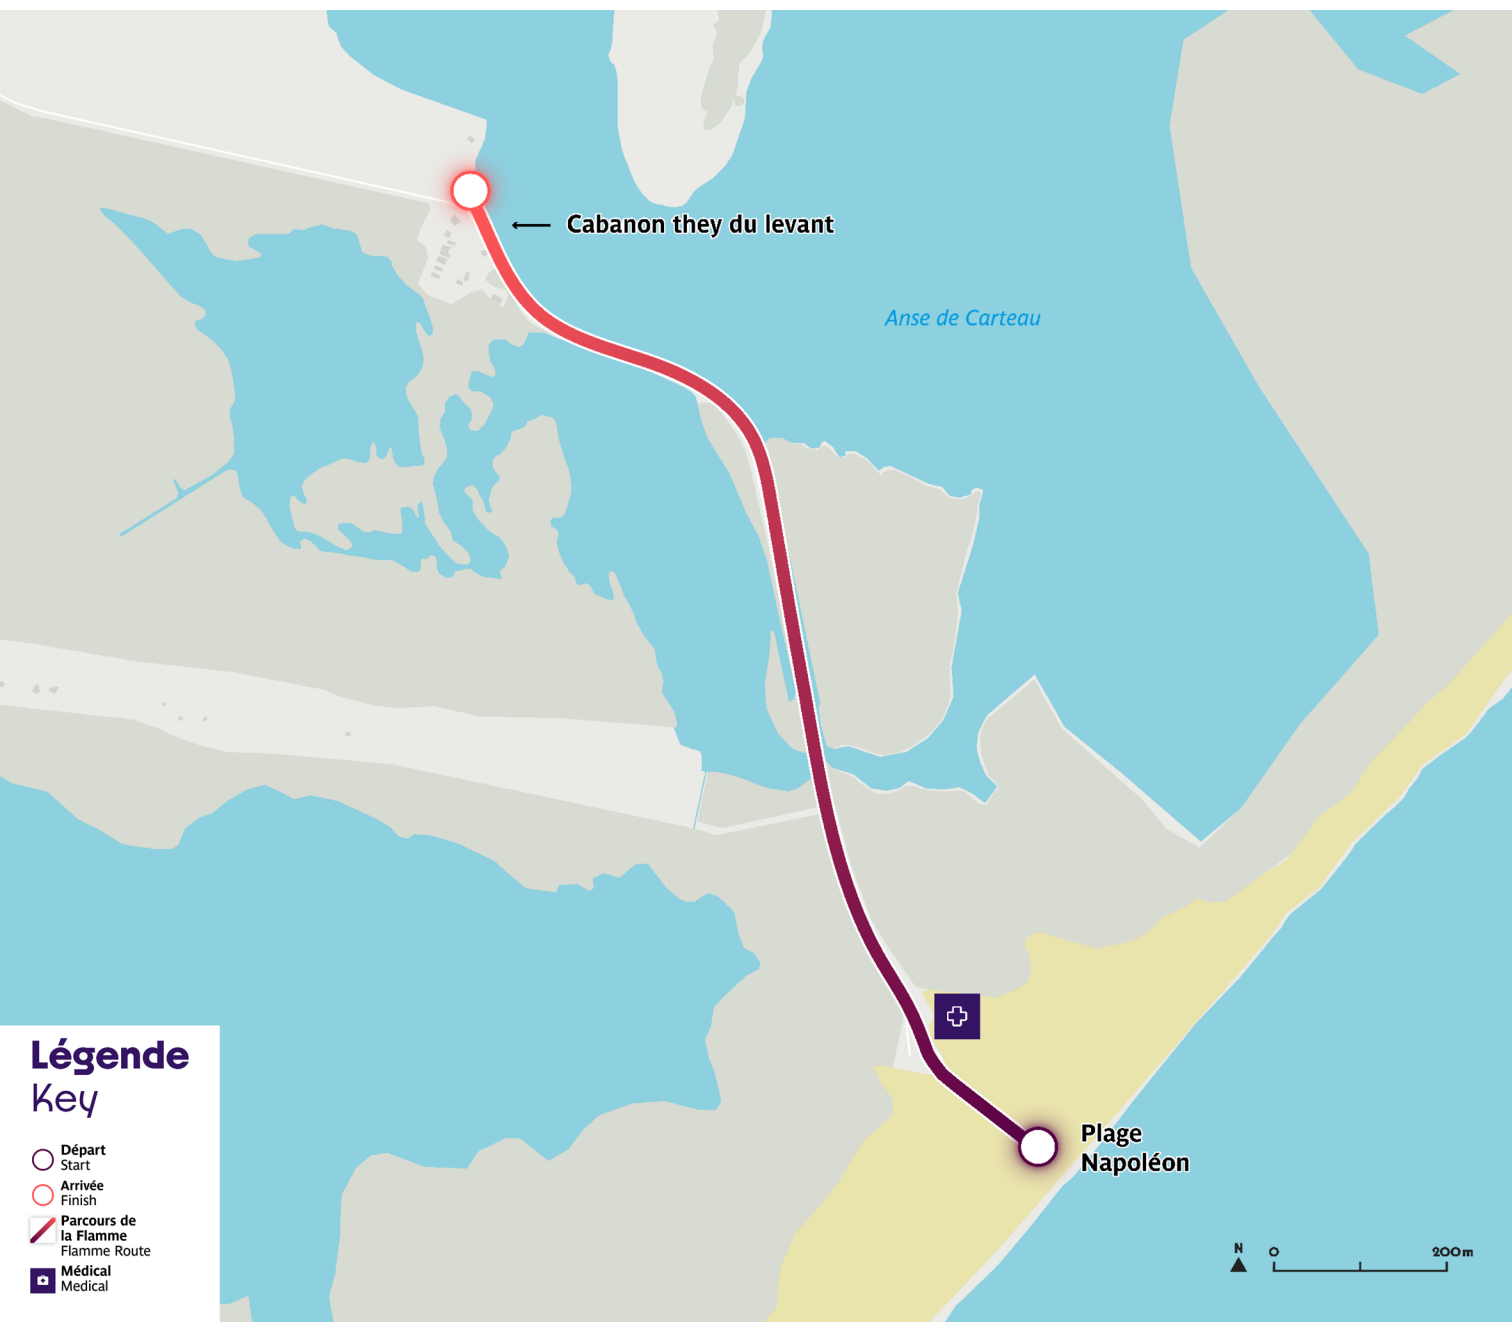 Cabanon they du levant
Anse de Carteau
Plage
Napoléon
Légende
Key
Départ
Start
Arrivée
Finish
Parcours de
la Flamme
Flamme Route
Médical
Medical
N 0 200 m